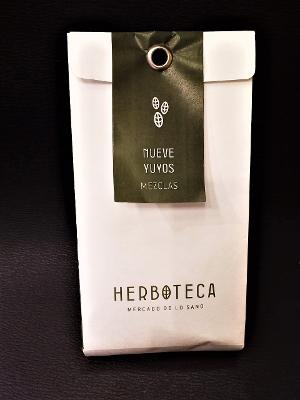 NUEVE
YUYOS
MEZCLAS
HERBOTECA
MERCADO DE LO SANO